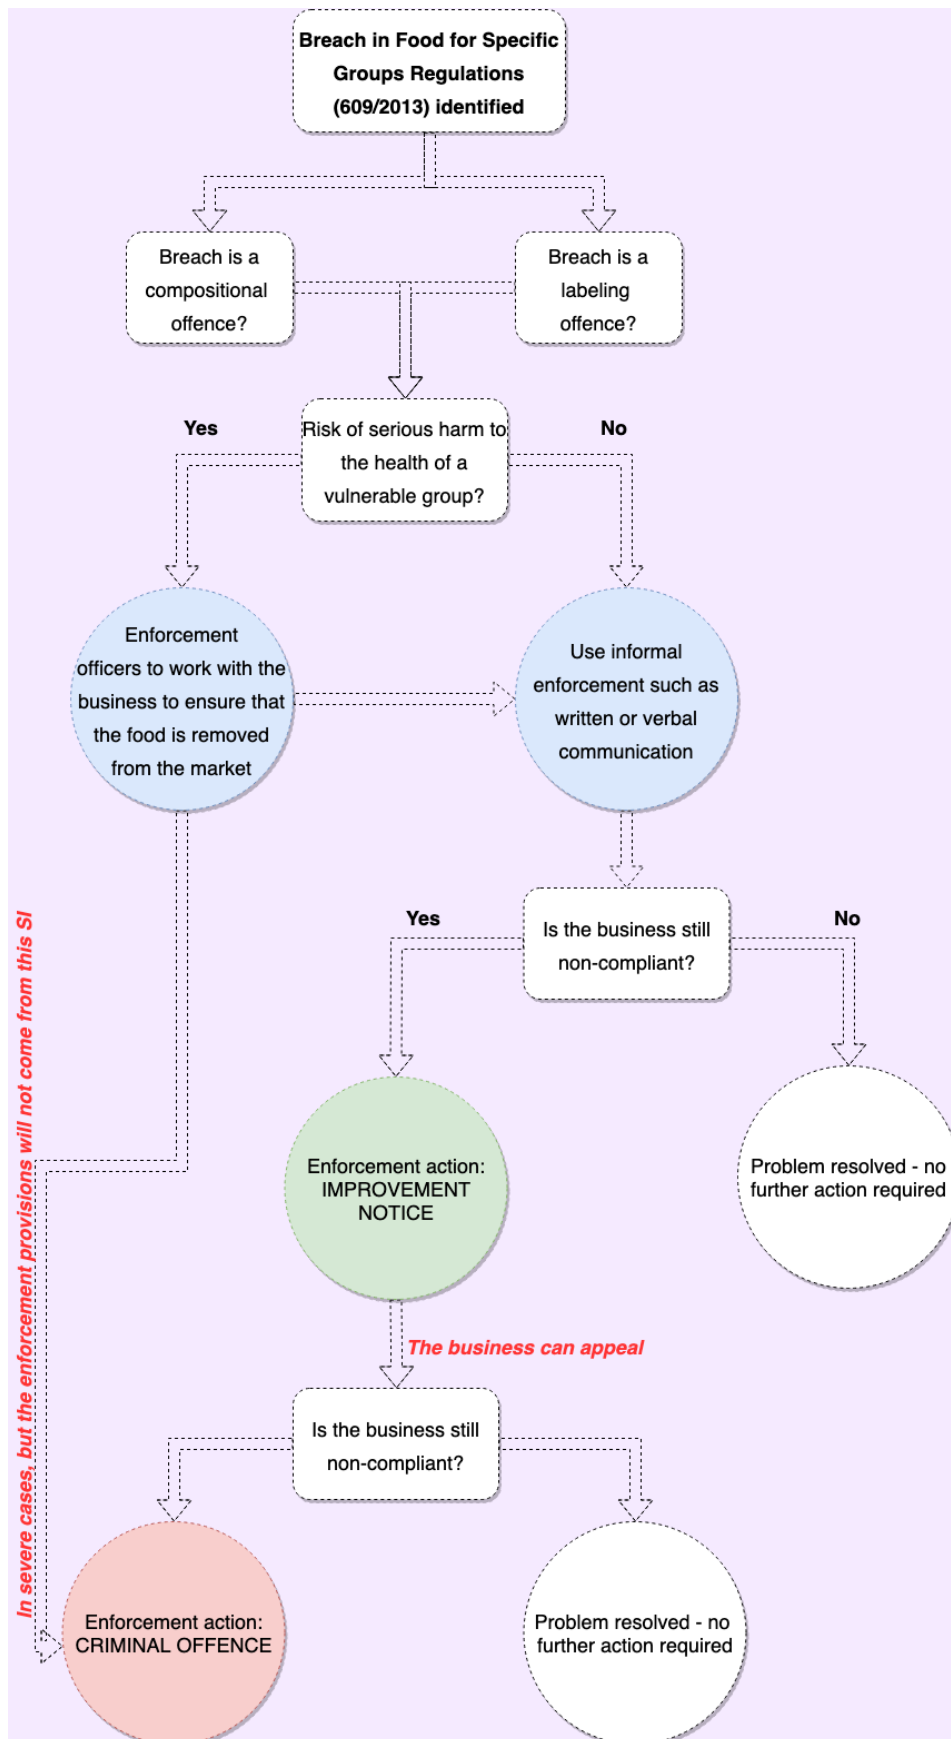 Breach in Food for Specific
Groups Regulations
(609/2013) identified
Breach is a
compositional
offence?
Breach is a
labeling
offence?
Yes
Risk of serious harm to
the health of a
vulnerable group?
No
Enforcement
officers to work with the
business to ensure that
the food is removed
from the market
Use informal
enforcement such as
written or verbal
communication
In severe cases, but the enforcement provisions will not come from this SI
Yes
Is the business still
non-compliant?
No
Enforcement action:
IMPROVEMENT
NOTICE
Problem resolved - no
further action required
The business can appeal
Is the business still
non-compliant?
Enforcement action:
CRIMINAL OFFENCE
Problem resolved - no
further action required